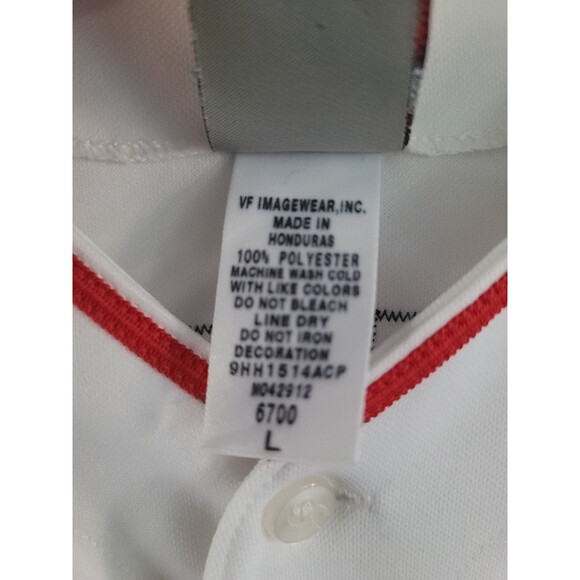 VF IMAGEWEAR,INC.
MADE IN
HONDURAS
100% POLYESTER
MACHINE WASH COLD
WITH LIKE COLORS
DO NOT BLEACH
LINE DRY
DO NOT IRON
DECORATION
9HH1514ACP
M042912
6700
L